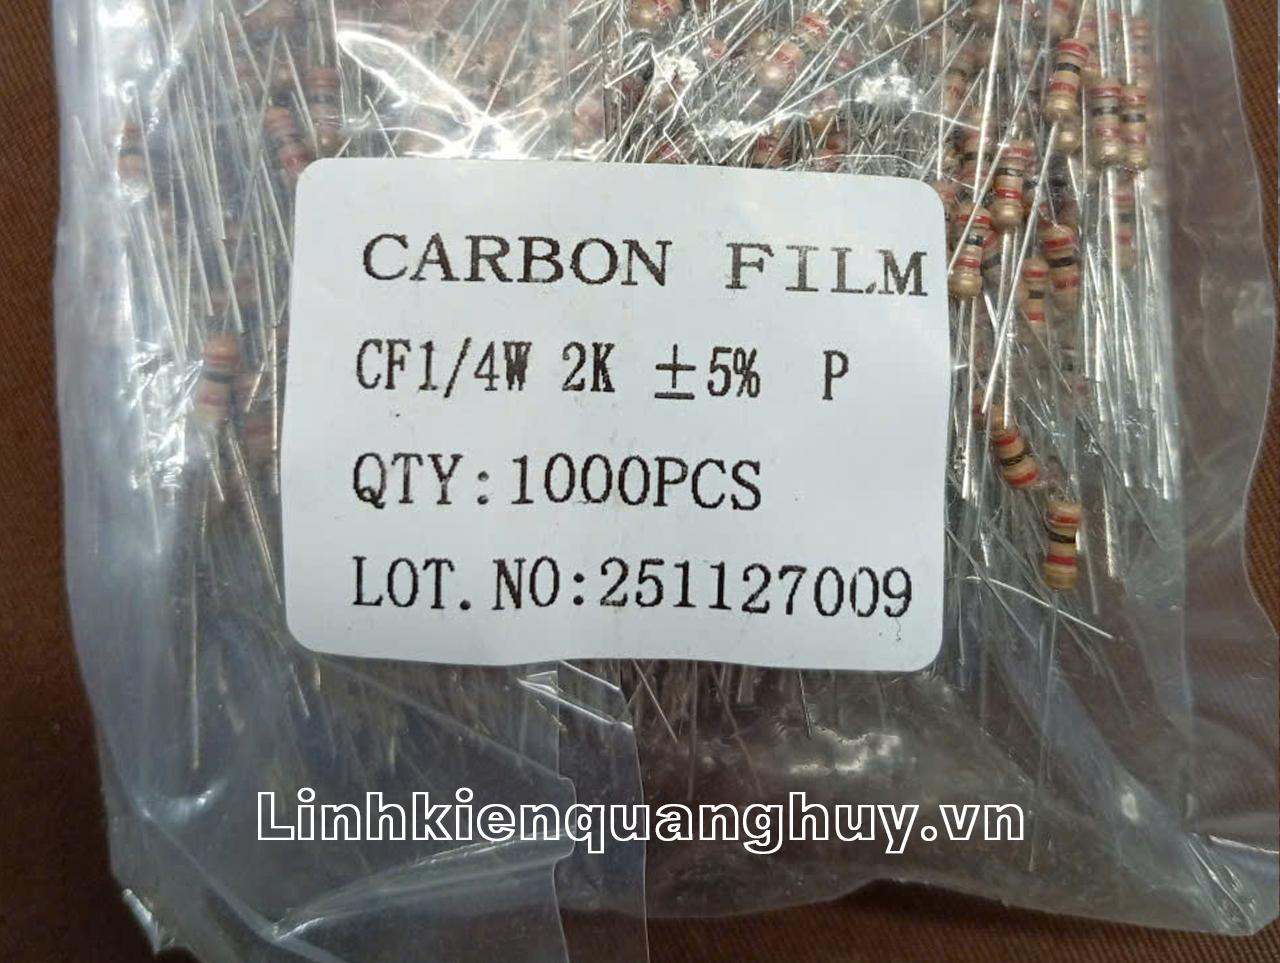 CARBON FILM
CF1/4W 2K ±5% P
QTY:1000PCS
LOT.NO:251127009
Linhkienquanghuy.vn